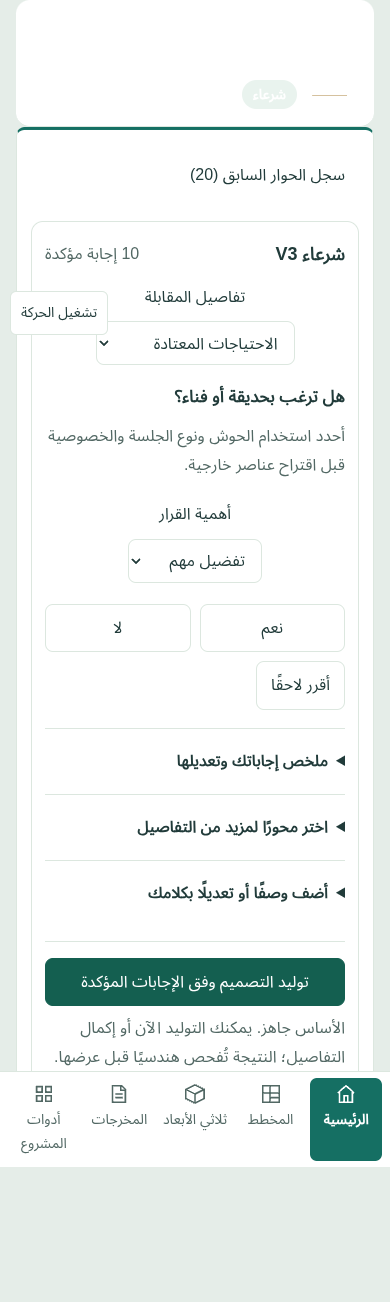 شرعاء
سجل الحوار السابق (20)
شرعاء V3
10 إجابة مؤكدة
تفاصيل المقابلة
تشغيل الحركة
الاحتياجات المعتادة
هل ترغب بحديقة أو فناء؟
أحدد استخدام الحوش ونوع الجلسة والخصوصية
قبل اقتراح عناصر خارجية.
أهمية القرار
تفضيل مهم
نعم
لا
أقرر لاحقًا
ملخص إجاباتك وتعديلها
اختر محورًا لمزيد من التفاصيل
أضف وصفًا أو تعديلًا بكلامك
توليد التصميم وفق الإجابات المؤكدة
الأساس جاهز. يمكنك التوليد الآن أو إكمال
التفاصيل؛ النتيجة تُفحص هندسيًا قبل عرضها.
الرئيسية
المخطط
ثلاثي الأبعاد
المخرجات
أدوات
المشروع